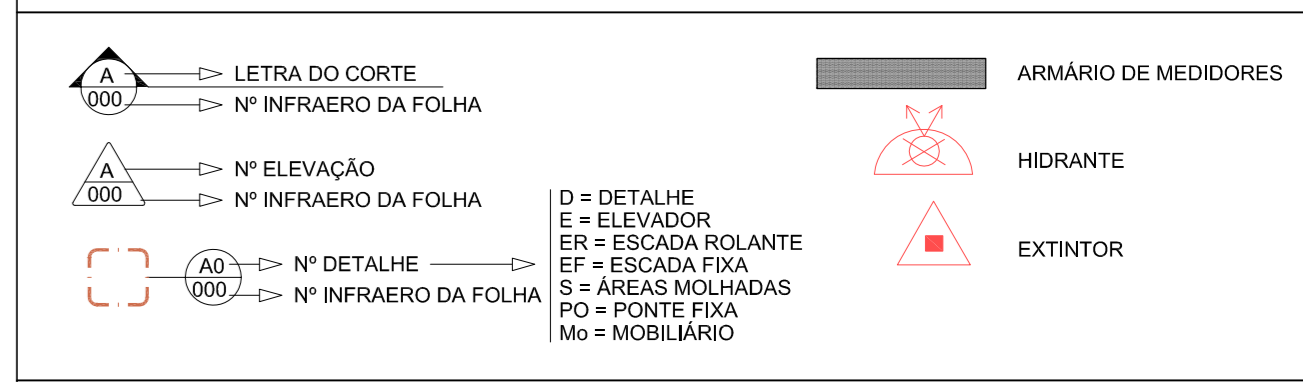 A
000
LETRA DO CORTE
Nº INFRAERO DA FOLHA
A
000
Nº ELEVAÇÃO
Nº INFRAERO DA FOLHA
A0
000
Nº DETALHE
Nº INFRAERO DA FOLHA
D = DETALHE
E = ELEVADOR
ER = ESCADA ROLANTE
EF = ESCADA FIXA
S = ÁREAS MOLHADAS
PO = PONTE FIXA
Mo = MOBILIÁRIO
ARMÁRIO DE MEDIDORES
HIDRANTE
EXTINTOR